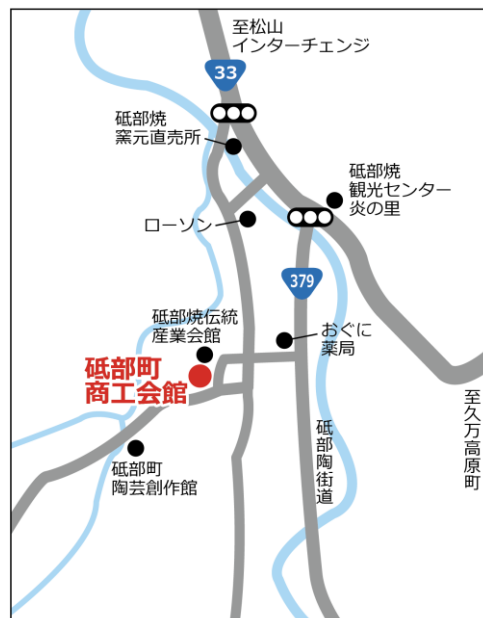 至松山
インターチェンジ
33
砥部焼
窯元直売所
砥部焼
観光センター
炎の里
ローソン
379
砥部焼伝統
産業会館
おぐに
薬局
砥部町
商工会館
至久万高原町
砥部陶街道
砥部町
陶芸創作館